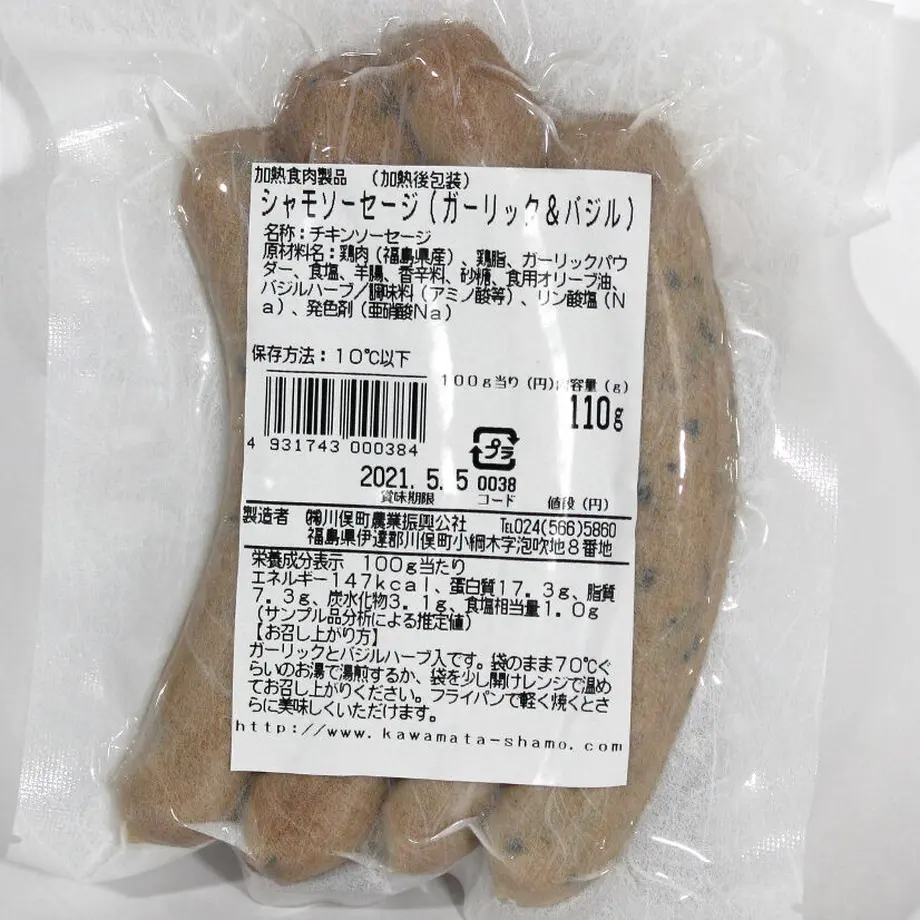 加熱食肉製品 （加熱後包装）
シャモソーセージ（ガーリック＆バジル）
名称：チキンソーセージ
原材料名：鶏肉（福島県産）、鶏脂、ガーリックパウ
ダー、食塩、羊腸、香辛料、砂糖、食用オリーブ油、
バジルハーブ／調味料（アミノ酸等）、リン酸塩（Ｎ
ａ）、発色剤（亜硝酸Ｎａ）
保存方法：１０℃以下
１００ｇ当り（円）内容量（ｇ）
110g
4 931743 000384
プラ
2021. 5. 5 0038
賞味期限 コード 値段（円）
製造者 ㈱川俣町農業振興公社 ℡024(566)5860
福島県伊達郡川俣町小綱木字泡吹地８番地
栄養成分表示 １００ｇ当たり
エネルギー１４７ｋｃａｌ、蛋白質１７．３ｇ、脂質
７．３ｇ、炭水化物３．１ｇ、食塩相当量１．０ｇ
（サンプル品分析による推定値）
【お召し上がり方】
ガーリックとバジルハーブ入です。袋のまま７０℃ぐ
らいのお湯で湯煎するか、袋を少し開けレンジで温め
てお召し上がりください。フライパンで軽く焼くとさ
らに美味しくいただけます。
http://www.kawamata-shamo.com